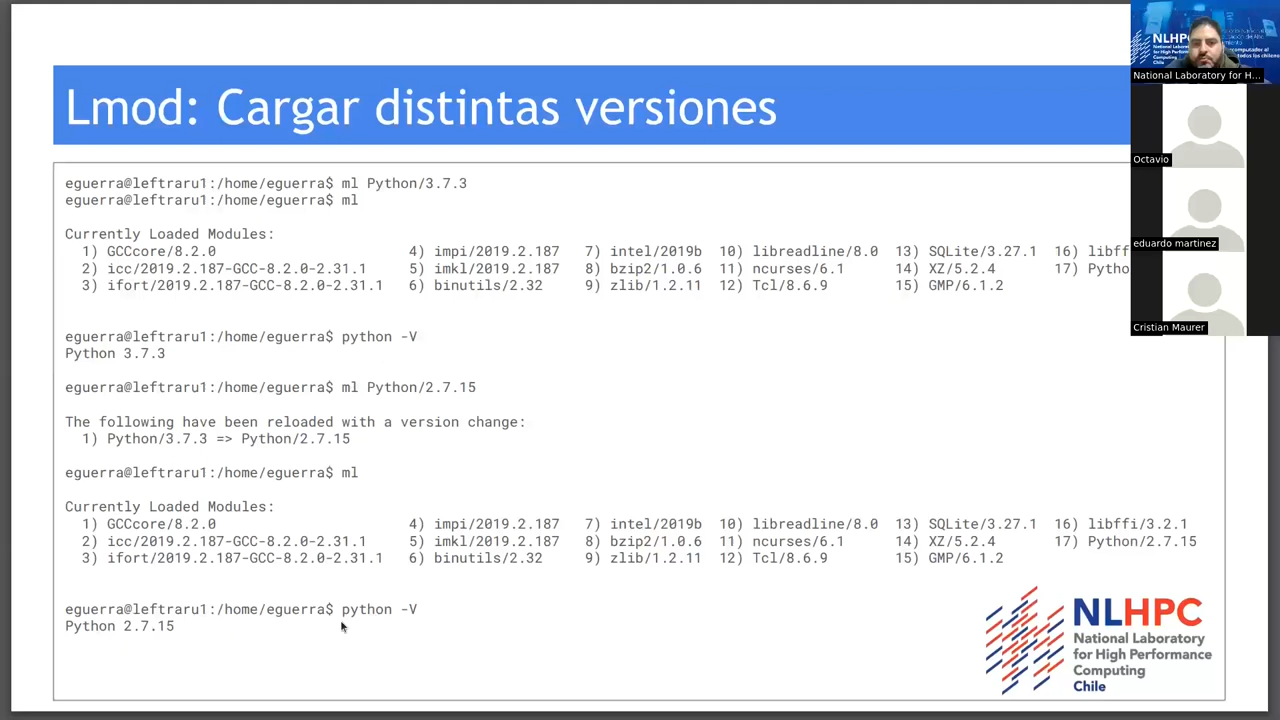 Lmod: Cargar distintas versiones
eguerra@leftraru1:/home/eguerra$ ml Python/3.7.3
eguerra@leftraru1:/home/eguerra$ ml
Currently Loaded Modules:
1) GCCcore/8.2.0 4) impi/2019.2.187 7) intel/2019b 10) libreadline/8.0 13) SQLite/3.27.1 16) libff
2) icc/2019.2.187-GCC-8.2.0-2.31.1 5) imkl/2019.2.187 8) bzip2/1.0.6 11) ncurses/6.1 14) XZ/5.2.4 17) Pytho
3) ifort/2019.2.187-GCC-8.2.0-2.31.1 6) binutils/2.32 9) zlib/1.2.11 12) Tcl/8.6.9 15) GMP/6.1.2
eguerra@leftraru1:/home/eguerra$ python -V
Python 3.7.3
eguerra@leftraru1:/home/eguerra$ ml Python/2.7.15
The following have been reloaded with a version change:
1) Python/3.7.3 => Python/2.7.15
eguerra@leftraru1:/home/eguerra$ ml
Currently Loaded Modules:
1) GCCcore/8.2.0 4) impi/2019.2.187 7) intel/2019b 10) libreadline/8.0 13) SQLite/3.27.1 16) libffi/3.2.1
2) icc/2019.2.187-GCC-8.2.0-2.31.1 5) imkl/2019.2.187 8) bzip2/1.0.6 11) ncurses/6.1 14) XZ/5.2.4 17) Python/2.7.15
3) ifort/2019.2.187-GCC-8.2.0-2.31.1 6) binutils/2.32 9) zlib/1.2.11 12) Tcl/8.6.9 15) GMP/6.1.2
eguerra@leftraru1:/home/eguerra$ python -V
Python 2.7.15
NLHPC
National Laboratory
for High Performance
Computing
Chile
NLHPC
National Laboratory
for High Performance
Computing
Chile
National Laboratory for H...
Octavio
eduardo martinez
Cristian Maurer